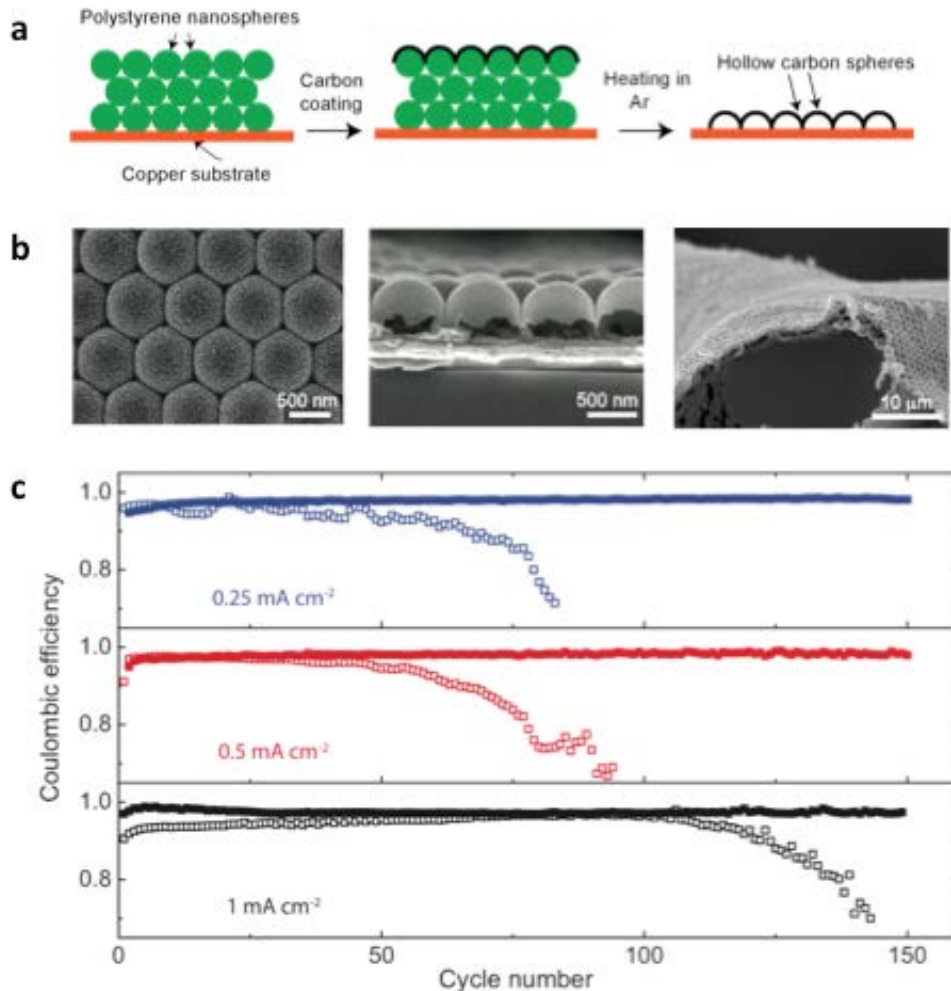 a
Polystyrene nanospheres
Carbon
coating
Heating in
Ar
Hollow carbon spheres
Copper substrate
b
500 nm
500 nm
10 μm
c
1.0
0.8
0.25 mA cm⁻²
1.0
0.8
0.5 mA cm⁻²
1.0
0.8
1 mA cm⁻²
Coulombic efficiency
0 50 100 150
Cycle number